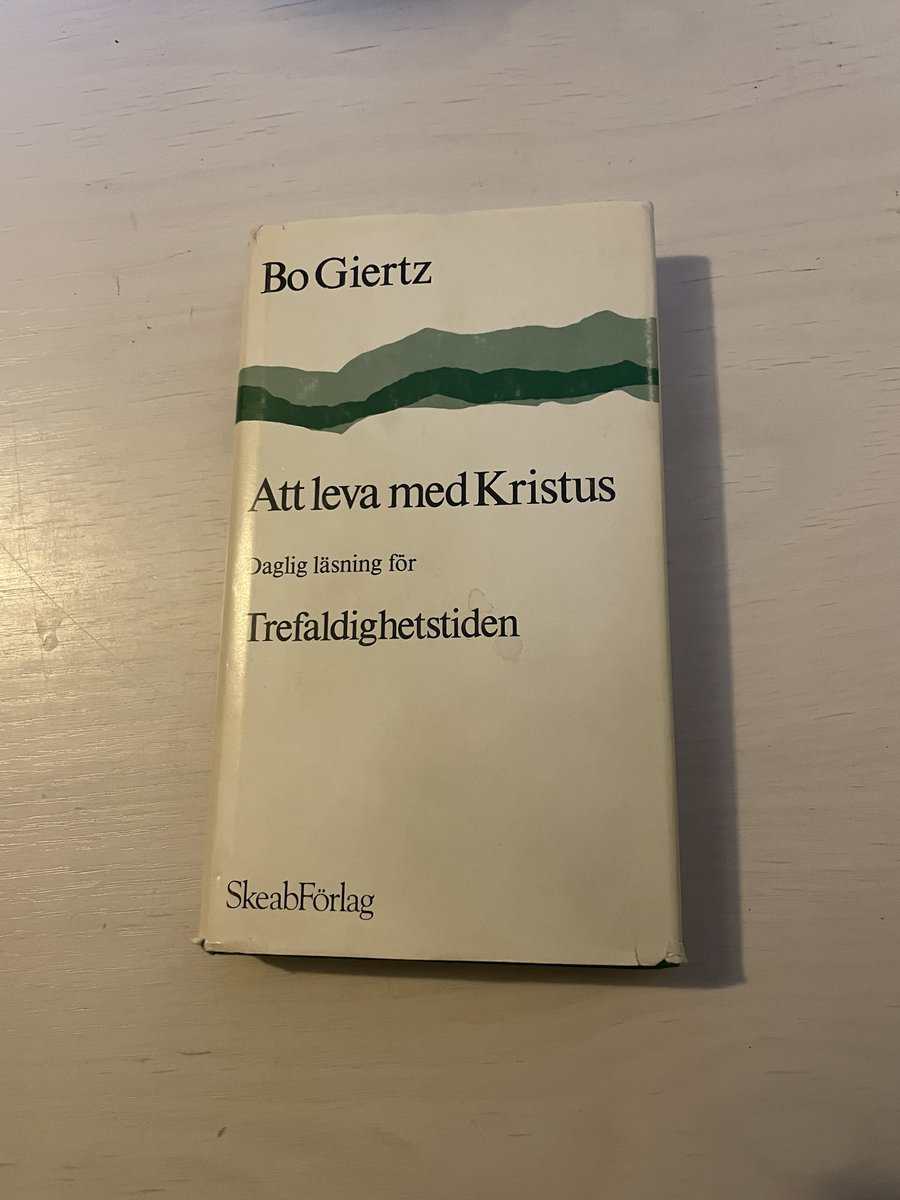 Bo Giertz
Att leva med Kristus
Daglig läsning för
Trefaldighetstiden
SkeabFörlag